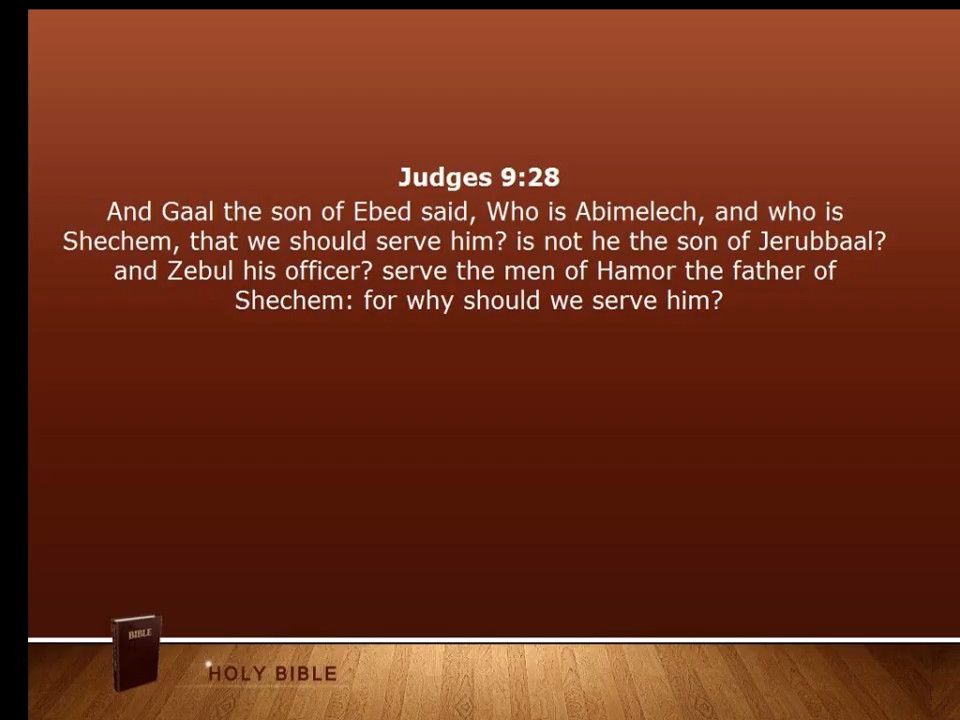 Judges 9:28
And Gaal the son of Ebed said, Who is Abimelech, and who is
Shechem, that we should serve him? is not he the son of Jerubbaal?
and Zebul his officer? serve the men of Hamor the father of
Shechem: for why should we serve him?
BIBLE
HOLY BIBLE